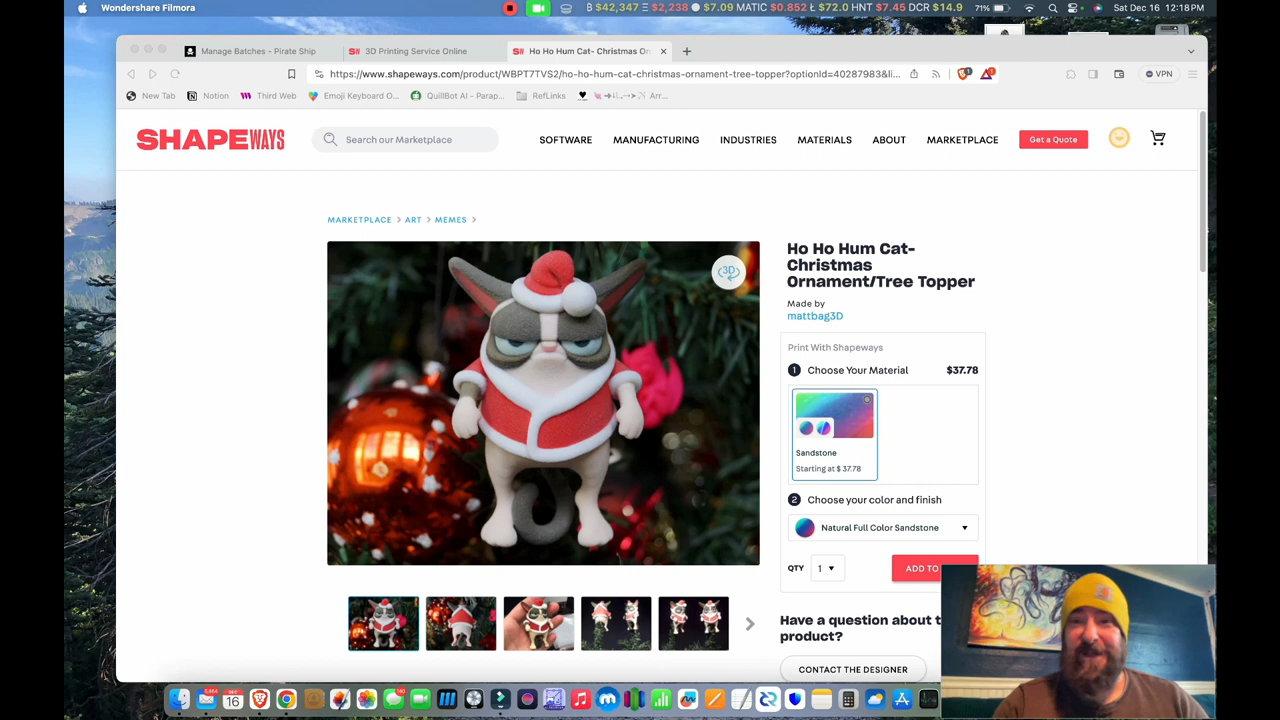 Wondershare Filmora
₿ $42,347 Ξ $2,238 $7.09 MATIC $0.852 Ł $72.0 HNT $7.45 DCR $14.9
71%
Sat Dec 16 12:18 PM
Manage Batches - Pirate Ship
S# 3D Printing Service Online
S# Ho Ho Hum Cat- Christmas Or
https://www.shapeways.com/product/WBPT7TVS2/ho-ho-hum-cat-christmas-ornament-tree-topper?optionId=40287983&li...
VPN
New Tab
Notion
Third Web
Emoji Keyboard O...
QuillBot AI - Parap...
RefLinks
Arr...
SHAPEWAYS
Search our Marketplace
SOFTWARE
MANUFACTURING
INDUSTRIES
MATERIALS
ABOUT
MARKETPLACE
Get a Quote
MARKETPLACE > ART > MEMES >
3D
Ho Ho Hum Cat-
Christmas
Ornament/Tree Topper
Made by
mattbag3D
Print With Shapeways
1 Choose Your Material $37.78
Sandstone
Starting at $ 37.78
2 Choose your color and finish
Natural Full Color Sandstone
QTY 1
ADD TO
Have a question about t
product?
CONTACT THE DESIGNER
16